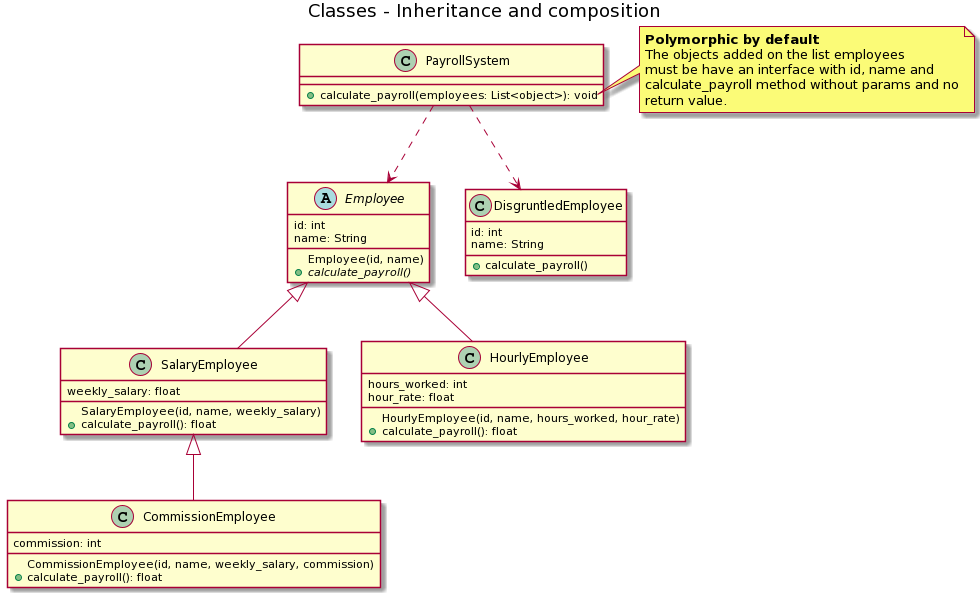 Classes - Inheritance and composition
C PayrollSystem
calculate_payroll(employees: List<object>): void
Polymorphic by default
The objects added on the list employees
must be have an interface with id, name and
calculate_payroll method without params and no
return value.
A Employee
id: int
name: String
Employee(id, name)
calculate_payroll()
C DisgruntledEmployee
id: int
name: String
calculate_payroll()
C SalaryEmployee
weekly_salary: float
SalaryEmployee(id, name, weekly_salary)
calculate_payroll(): float
C HourlyEmployee
hours_worked: int
hour_rate: float
HourlyEmployee(id, name, hours_worked, hour_rate)
calculate_payroll(): float
C CommissionEmployee
commission: int
CommissionEmployee(id, name, weekly_salary, commission)
calculate_payroll(): float